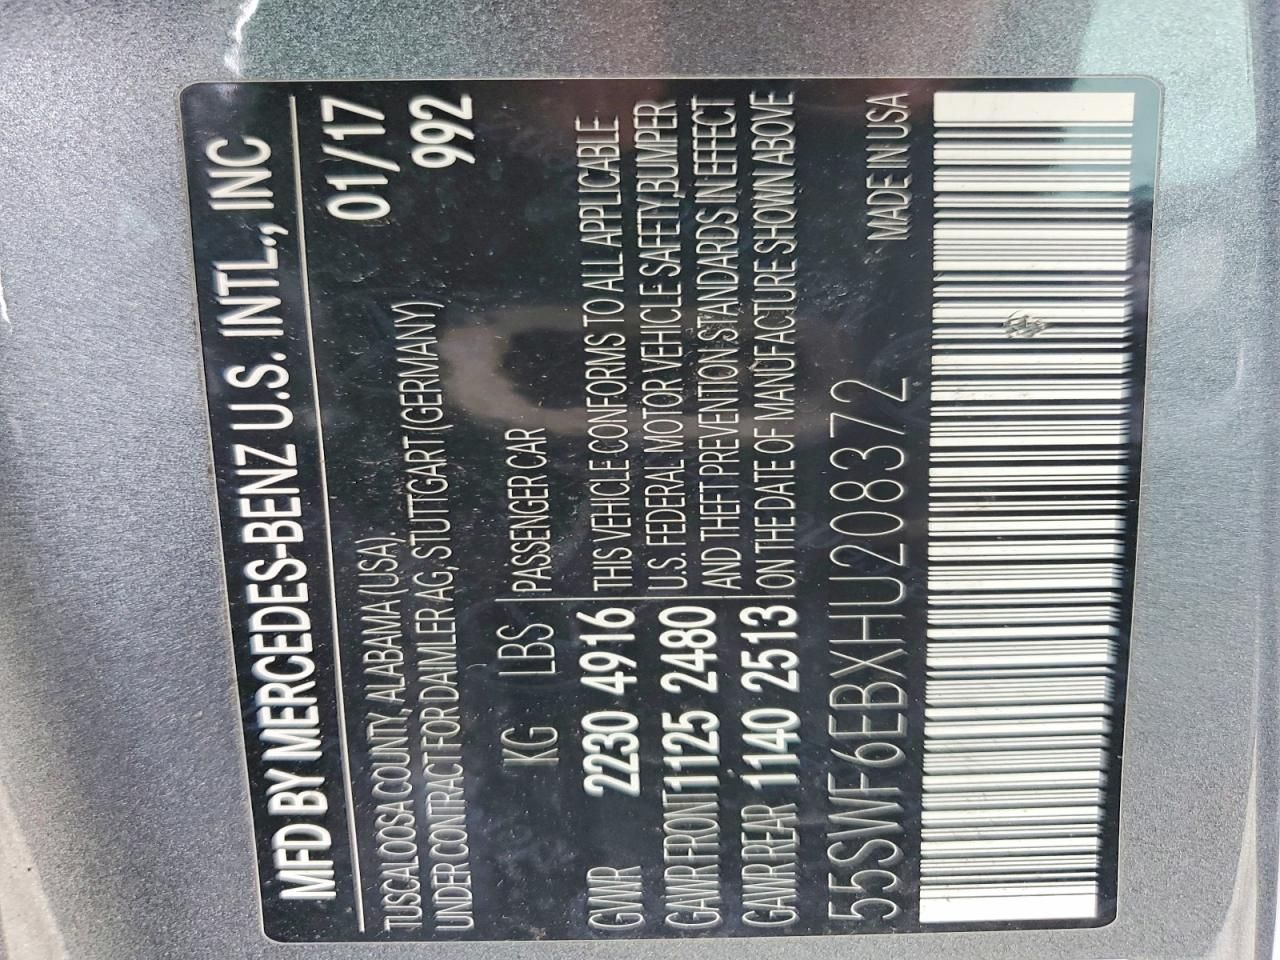 MFD BY MERCEDES-BENZ U.S. INTL., INC
01/17
TUSCALOOSA COUNTY, ALABAMA (USA),
992
UNDER CONTRACT FOR DAIMLER AG, STUTTGART (GERMANY)
KG LBS PASSENGER CAR
GWR 2230 4916 THIS VEHICLE CONFORMS TO ALL APPLICABLE
U.S. FEDERAL MOTOR VEHICLE SAFETY,BUMPER
GAWR FRONT 1125 2480 AND THEFT PREVENTION STANDARDS IN EFFECT
GAWR REAR 1140 2513 ON THE DATE OF MANUFACTURE SHOWN ABOVE
55SWF6EBXHU208372 MADE IN USA